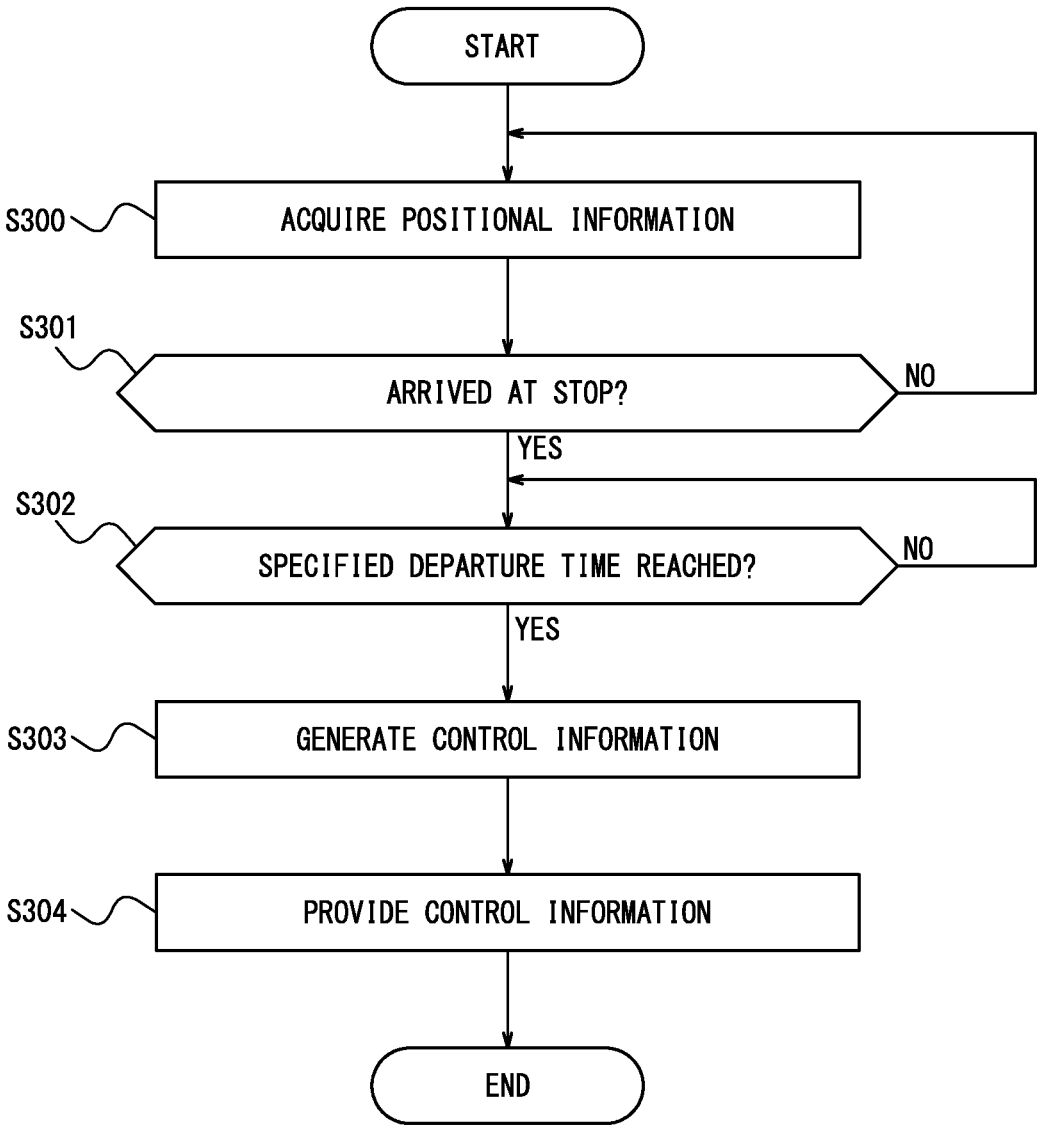 START
S300
ACQUIRE POSITIONAL INFORMATION
S301
ARRIVED AT STOP?
NO
YES
S302
SPECIFIED DEPARTURE TIME REACHED?
NO
YES
S303
GENERATE CONTROL INFORMATION
S304
PROVIDE CONTROL INFORMATION
END